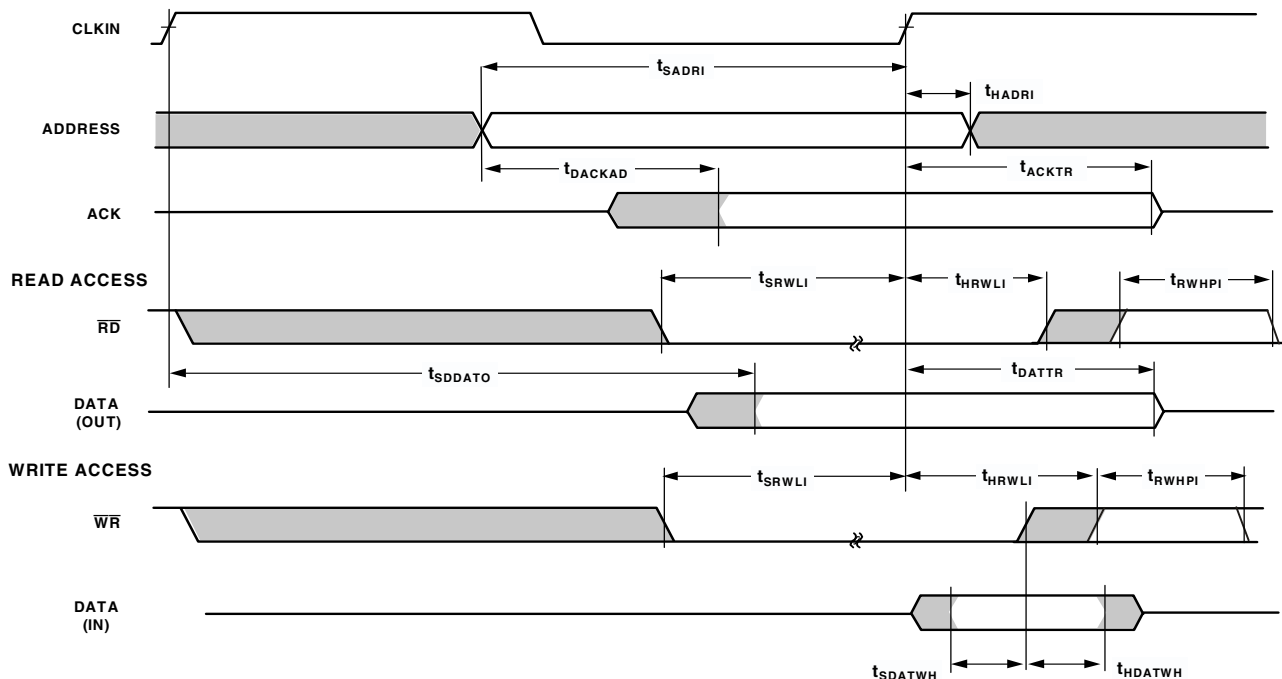 CLKIN
tSADRI
tHADRI
ADDRESS
tDACKAD
tACKTR
ACK
READ ACCESS
tSRWLI
tHRWLI
tRWHPI
RD
tSDDATO
tDATTR
DATA
(OUT)
WRITE ACCESS
tSRWLI
tHRWLI
tRWHPI
WR
DATA
(IN)
tSDATWH
tHDATWH